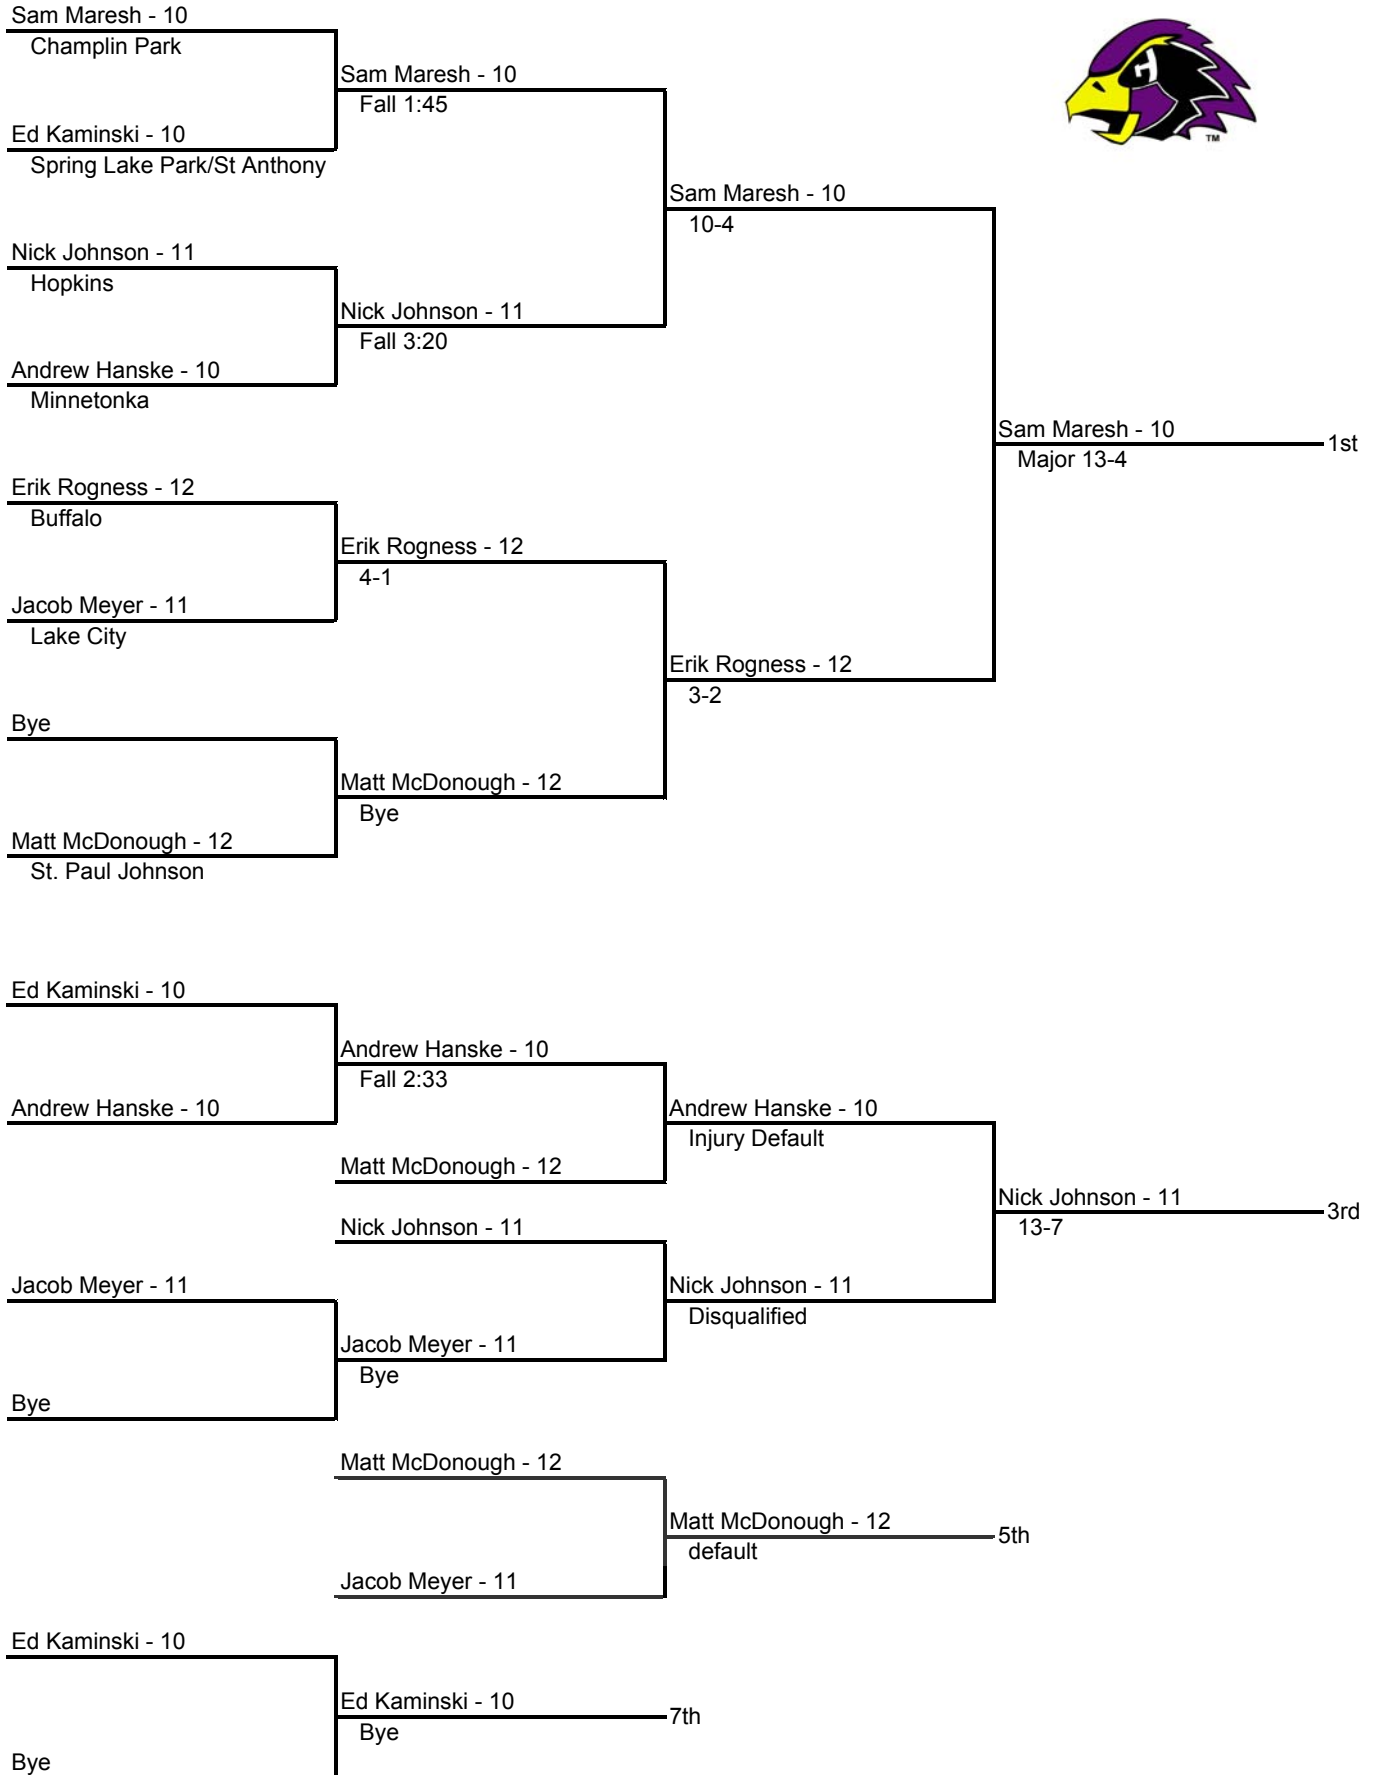 Sam Maresh - 10
Champlin Park
Sam Maresh - 10
Fall 1:45
Ed Kaminski - 10
Spring Lake Park/St Anthony
Sam Maresh - 10
10-4
Nick Johnson - 11
Hopkins
Nick Johnson - 11
Fall 3:20
Andrew Hanske - 10
Minnetonka
Sam Maresh - 10
1st
Major 13-4
Erik Rogness - 12
Buffalo
Erik Rogness - 12
4-1
Jacob Meyer - 11
Lake City
Erik Rogness - 12
3-2
Bye
Matt McDonough - 12
Bye
Matt McDonough - 12
St. Paul Johnson
Ed Kaminski - 10
Andrew Hanske - 10
Fall 2:33
Andrew Hanske - 10
Andrew Hanske - 10
Injury Default
Matt McDonough - 12
Nick Johnson - 11
3rd
13-7
Nick Johnson - 11
Jacob Meyer - 11
Nick Johnson - 11
Disqualified
Jacob Meyer - 11
Bye
Bye
Matt McDonough - 12
Matt McDonough - 12
5th
default
Jacob Meyer - 11
Ed Kaminski - 10
Ed Kaminski - 10
7th
Bye
Bye
H
TM